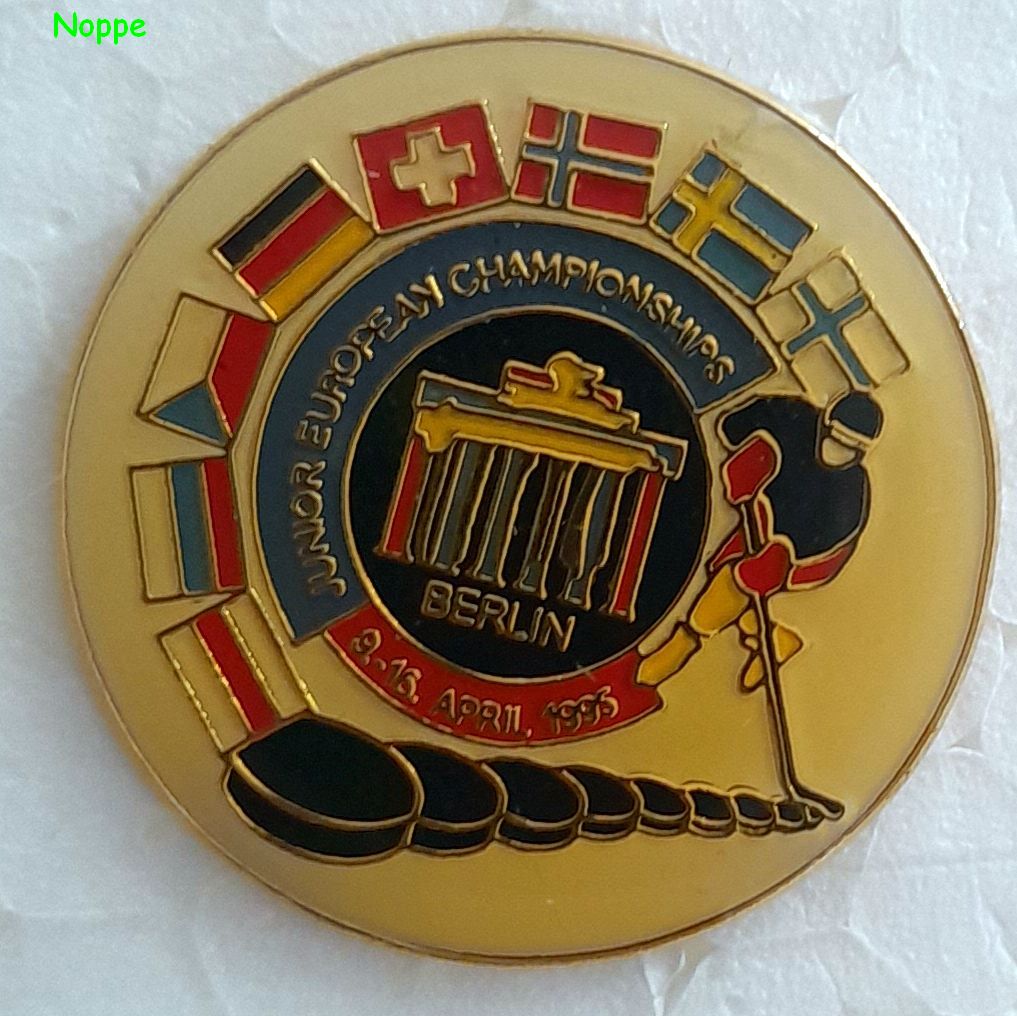 Noppe
JUNIOR EUROPEAN CHAMPIONSHIPS
BERLIN
9.-16. APRIL, 1995